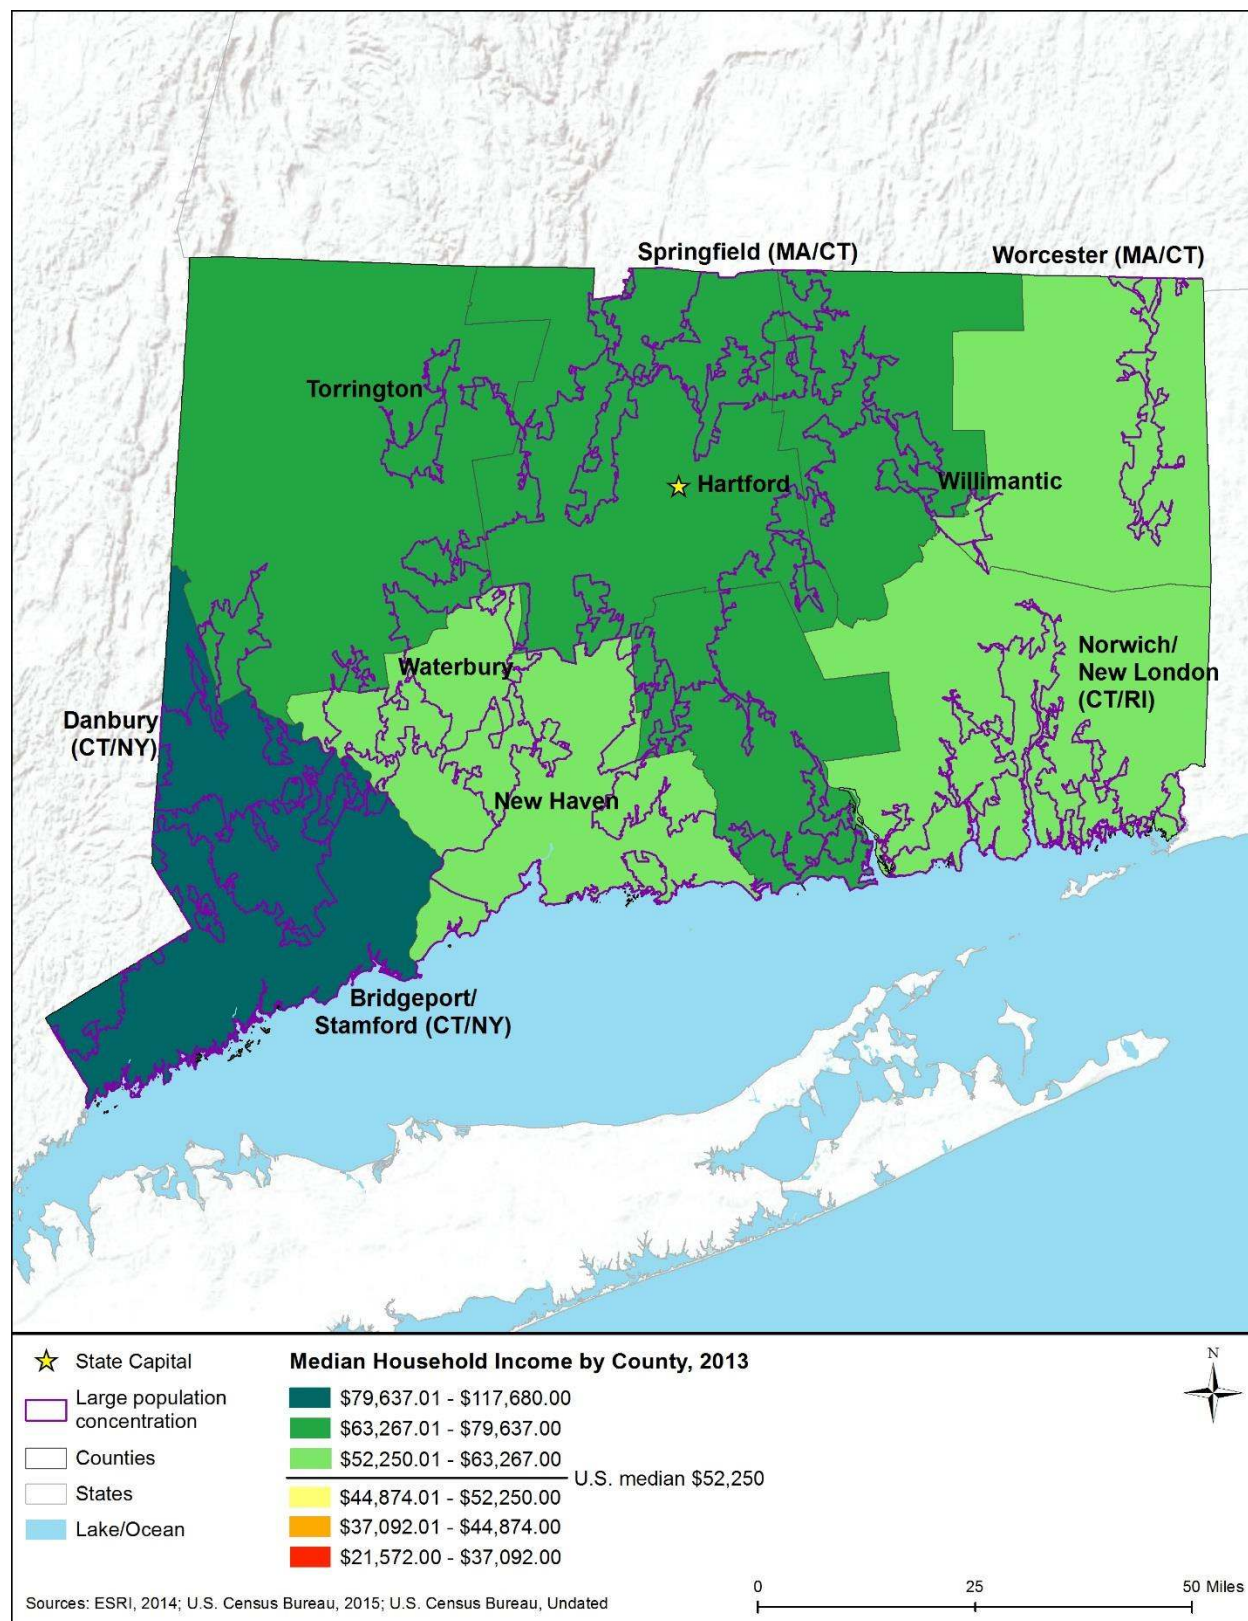 Springfield (MA/CT)
Worcester (MA/CT)
Torrington
Hartford
Willimantic
Waterbury
Norwich/
New London
(CT/RI)
Danbury
(CT/NY)
New Haven
Bridgeport/
Stamford (CT/NY)
State Capital
Large population
concentration
Counties
States
Lake/Ocean
Median Household Income by County, 2013
$79,637.01 - $117,680.00
$63,267.01 - $79,637.00
$52,250.01 - $63,267.00
U.S. median $52,250
$44,874.01 - $52,250.00
$37,092.01 - $44,874.00
$21,572.00 - $37,092.00
N
0 25 50 Miles
Sources: ESRI, 2014; U.S. Census Bureau, 2015; U.S. Census Bureau, Undated